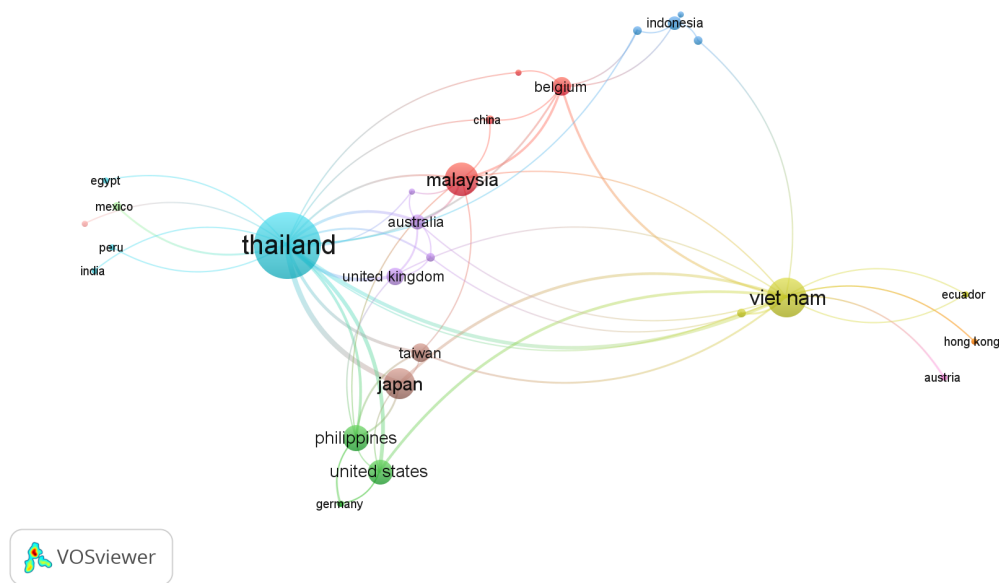 indonesia
belgium
china
malaysia
egypt
mexico
australia
thailand
peru
india
united kingdom
viet nam
ecuador
hong kong
taiwan
austria
japan
philippines
united states
germany
VOSviewer